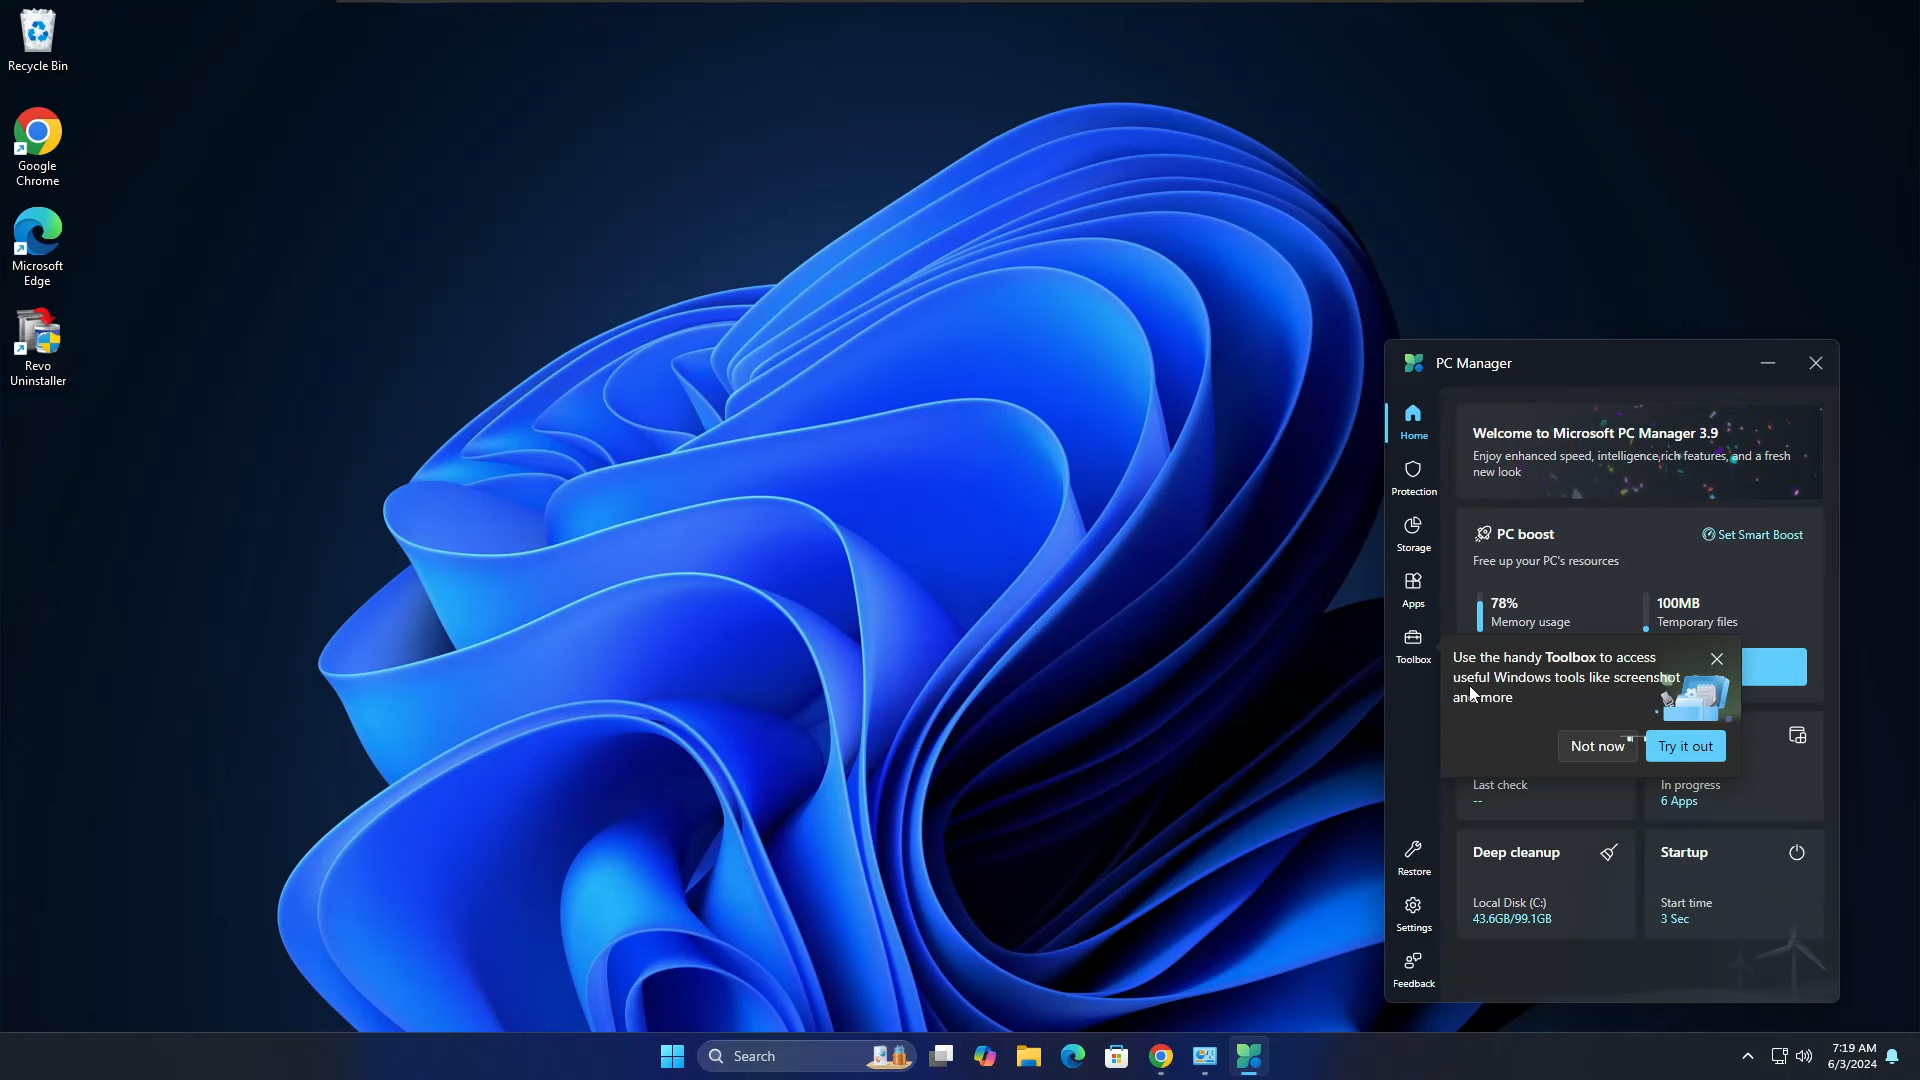 Recycle Bin
Google
Chrome
Microsoft
Edge
Revo
Uninstaller
PC Manager
Home
Protection
Storage
Apps
Toolbox
Restore
Settings
Feedback
Welcome to Microsoft PC Manager 3.9
Enjoy enhanced speed, intelligence,rich features, and a fresh
new look
PC boost
Set Smart Boost
Free up your PC's resources
78%
Memory usage
100MB
Temporary files
Use the handy Toolbox to access
useful Windows tools like screenshot
and more
Not now
Try it out
Last check
--
In progress
6 Apps
Deep cleanup
Local Disk (C:)
43.6GB/99.1GB
Startup
Start time
3 Sec
Search
7:19 AM
6/3/2024